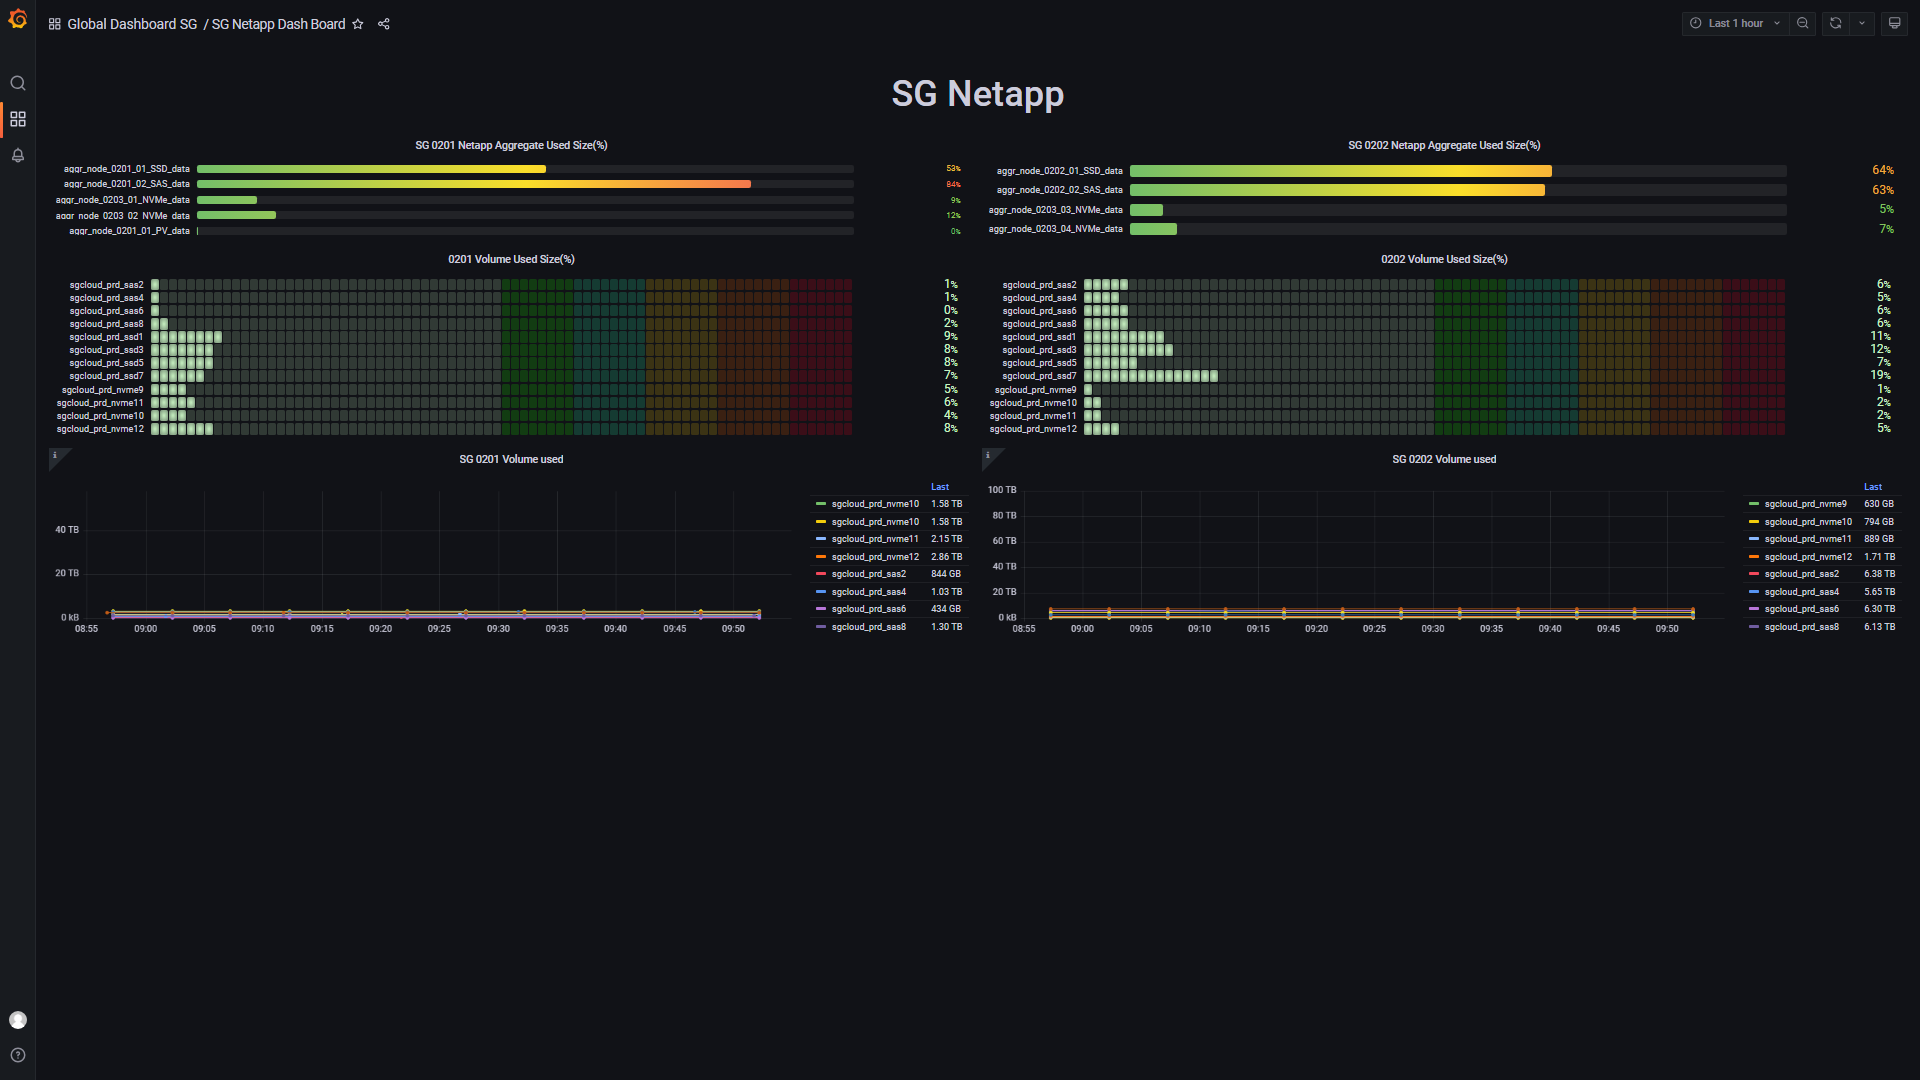 Global Dashboard SG / SG Netapp Dash Board
Last 1 hour
SG Netapp
SG 0201 Netapp Aggregate Used Size(%)
aggr_node_0201_01_SSD_data 53%
aggr_node_0201_02_SAS_data 84%
aggr_node_0203_01_NVMe_data 9%
aggr_node_0203_02_NVMe_data 12%
aggr_node_0201_01_PV_data 0%
SG 0202 Netapp Aggregate Used Size(%)
aggr_node_0202_01_SSD_data 64%
aggr_node_0202_02_SAS_data 63%
aggr_node_0203_03_NVMe_data 5%
aggr_node_0203_04_NVMe_data 7%
0201 Volume Used Size(%)
sgcloud_prd_sas2 1%
sgcloud_prd_sas4 1%
sgcloud_prd_sas6 0%
sgcloud_prd_sas8 2%
sgcloud_prd_ssd1 9%
sgcloud_prd_ssd3 8%
sgcloud_prd_ssd5 8%
sgcloud_prd_ssd7 7%
sgcloud_prd_nvme9 5%
sgcloud_prd_nvme11 6%
sgcloud_prd_nvme10 4%
sgcloud_prd_nvme12 8%
0202 Volume Used Size(%)
sgcloud_prd_sas2 6%
sgcloud_prd_sas4 5%
sgcloud_prd_sas6 6%
sgcloud_prd_sas8 6%
sgcloud_prd_ssd1 11%
sgcloud_prd_ssd3 12%
sgcloud_prd_ssd5 7%
sgcloud_prd_ssd7 19%
sgcloud_prd_nvme9 1%
sgcloud_prd_nvme10 2%
sgcloud_prd_nvme11 2%
sgcloud_prd_nvme12 5%
SG 0201 Volume used
40 TB
20 TB
0 kB
08:55 09:00 09:05 09:10 09:15 09:20 09:25 09:30 09:35 09:40 09:45 09:50
Last
sgcloud_prd_nvme10 1.58 TB
sgcloud_prd_nvme10 1.58 TB
sgcloud_prd_nvme11 2.15 TB
sgcloud_prd_nvme12 2.86 TB
sgcloud_prd_sas2 844 GB
sgcloud_prd_sas4 1.03 TB
sgcloud_prd_sas6 434 GB
sgcloud_prd_sas8 1.30 TB
SG 0202 Volume used
100 TB
80 TB
60 TB
40 TB
20 TB
0 kB
08:55 09:00 09:05 09:10 09:15 09:20 09:25 09:30 09:35 09:40 09:45 09:50
Last
sgcloud_prd_nvme9 630 GB
sgcloud_prd_nvme10 794 GB
sgcloud_prd_nvme11 889 GB
sgcloud_prd_nvme12 1.71 TB
sgcloud_prd_sas2 6.38 TB
sgcloud_prd_sas4 5.65 TB
sgcloud_prd_sas6 6.30 TB
sgcloud_prd_sas8 6.13 TB